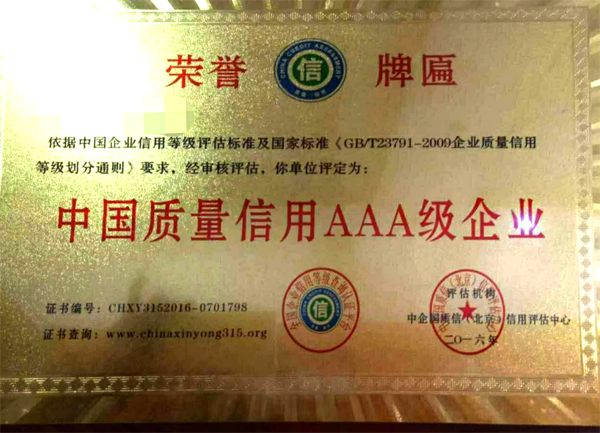 荣誉
CHINA CREDIT ASSESSMENT
信
牌匾
依据中国企业信用等级评估标准及国家标准《GB/T23791-2009企业质量信用
等级划分通则》要求,经审核评估,你单位评定为:
中国质量信用AAA级企业
证书编号:CHXY3152016-0701798
证书查询:www.chinaxinyong315.org
信
评估机构
中企国质信(北京)信用评估中心
二〇一六年